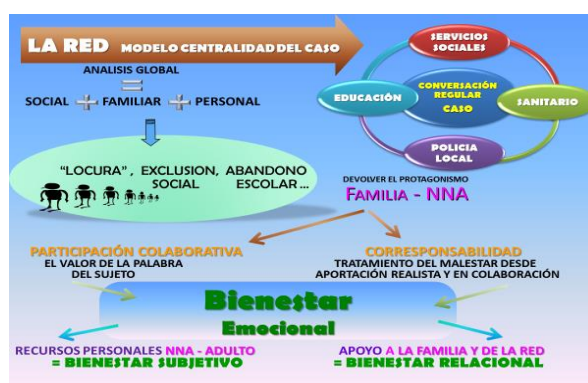 LA RED MODELO CENTRALIDAD DEL CASO
ANALISIS GLOBAL
=
SOCIAL + FAMILIAR + PERSONAL
SERVICIOS
SOCIALES
EDUCACIÓN
CONVERSACIÓN
REGULAR
CASO
SANITARIO
POLICIA
LOCAL
"LOCURA", EXCLUSION, ABANDONO
SOCIAL ESCOLAR...
DEVOLVER EL PROTAGONISMO
FAMILIA - NNA
PARTICIPACIÓN COLABORATIVA
EL VALOR DE LA PALABRA
DEL SUJETO
CORRESPONSABILIDAD
TRATAMIENTO DEL MALESTAR DESDE
APORTACIÓN REALISTA Y EN COLABORACIÓN
Bienestar
Emocional
RECURSOS PERSONALES NNA - ADULTO
= BIENESTAR SUBJETIVO
APOYO A LA FAMILIA Y DE LA RED
= BIENESTAR RELACIONAL